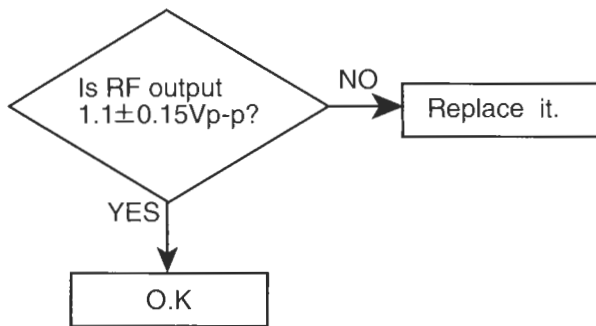 Is RF output
1.1±0.15Vp-p?
NO
Replace it.
YES
O.K